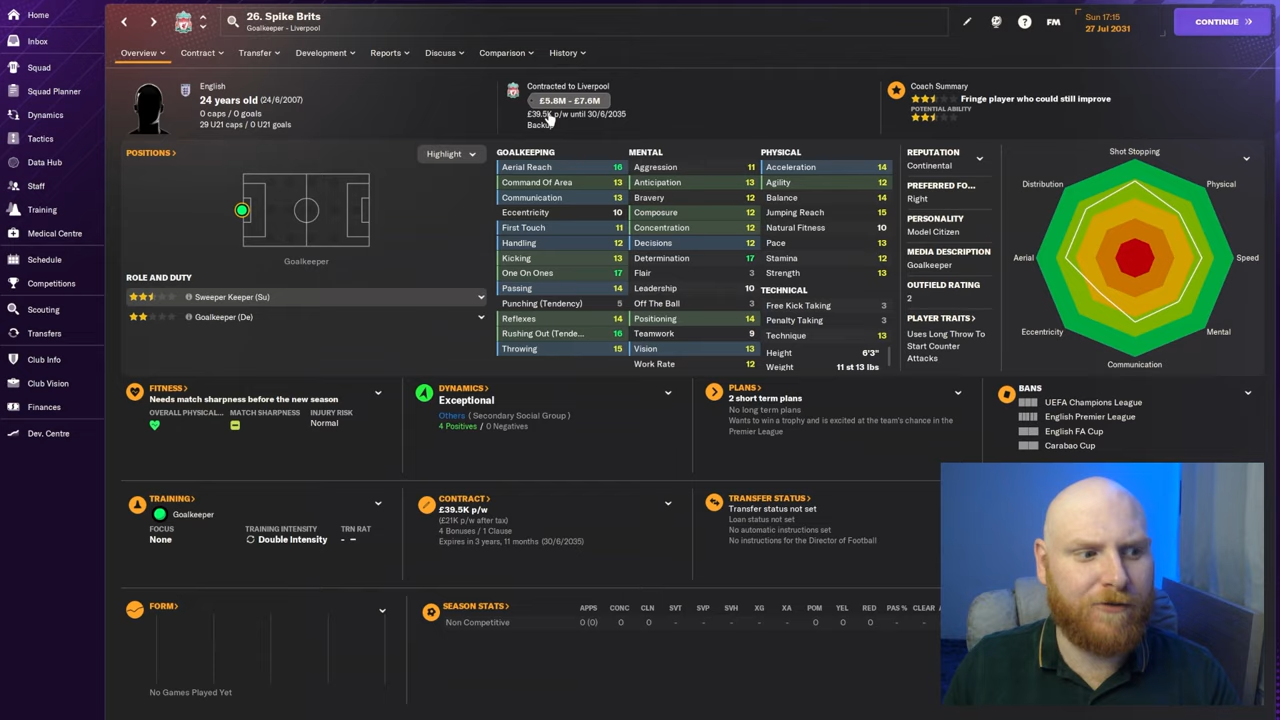 Home
Inbox
Squad
Squad Planner
Dynamics
Tactics
Data Hub
Staff
Training
Medical Centre
Schedule
Competitions
Scouting
Transfers
Club Info
Club Vision
Finances
Dev. Centre
26. Spike Brits
Goalkeeper - Liverpool
FM
Sun 17:15
27 Jul 2031
CONTINUE
Overview
Contract
Transfer
Development
Reports
Discuss
Comparison
History
English
24 years old (24/6/2007)
0 caps / 0 goals
29 U21 caps / 0 U21 goals
Contracted to Liverpool
£5.8M - £7.6M
£39.5K p/w until 30/6/2035
Backup
Coach Summary
Fringe player who could still improve
POTENTIAL ABILITY
POSITIONS
Highlight
Goalkeeper
ROLE AND DUTY
Sweeper Keeper (Su)
Goalkeeper (De)
GOALKEEPING
Aerial Reach 16
Command Of Area 13
Communication 13
Eccentricity 10
First Touch 11
Handling 12
Kicking 13
One On Ones 17
Passing 14
Punching (Tendency) 5
Reflexes 14
Rushing Out (Tende... 16
Throwing 15
MENTAL
Aggression 11
Anticipation 13
Bravery 12
Composure 12
Concentration 12
Decisions 12
Determination 17
Flair 3
Leadership 10
Off The Ball 3
Positioning 14
Teamwork 9
Vision 13
Work Rate 12
PHYSICAL
Acceleration 14
Agility 12
Balance 14
Jumping Reach 15
Natural Fitness 10
Pace 13
Stamina 12
Strength 13
TECHNICAL
Free Kick Taking 3
Penalty Taking 3
Technique 13
Height 6'3"
Weight 11 st 13 lbs
REPUTATION
Continental
PREFERRED FO...
Right
PERSONALITY
Model Citizen
MEDIA DESCRIPTION
Goalkeeper
OUTFIELD RATING
2
PLAYER TRAITS
Uses Long Throw To
Start Counter
Attacks
Shot Stopping
Physical
Speed
Mental
Communication
Eccentricity
Aerial
Distribution
FITNESS
Needs match sharpness before the new season
OVERALL PHYSICAL... MATCH SHARPNESS INJURY RISK
Normal
DYNAMICS
Exceptional
Others ( Secondary Social Group )
4 Positives / 0 Negatives
PLANS
2 short term plans
No long term plans
Wants to win a trophy and is excited at the team's chance in the
Premier League
BANS
UEFA Champions League
English Premier League
English FA Cup
Carabao Cup
TRAINING
Goalkeeper
FOCUS TRAINING INTENSITY TRN RAT
None Double Intensity - -
CONTRACT
£39.5K p/w
(£21K p/w after tax)
4 Bonuses / 1 Clause
Expires in 3 years, 11 months (30/6/2035)
TRANSFER STATUS
Transfer status not set
Loan status not set
No automatic instructions set
No instructions for the Director of Football
FORM
No Games Played Yet
SEASON STATS APPS CONC CLN SVT SVP SVH XG XA POM YEL RED PAS % CLEAR
Non Competitive 0 (0) 0 0 - - - - - 0 0 0 - -